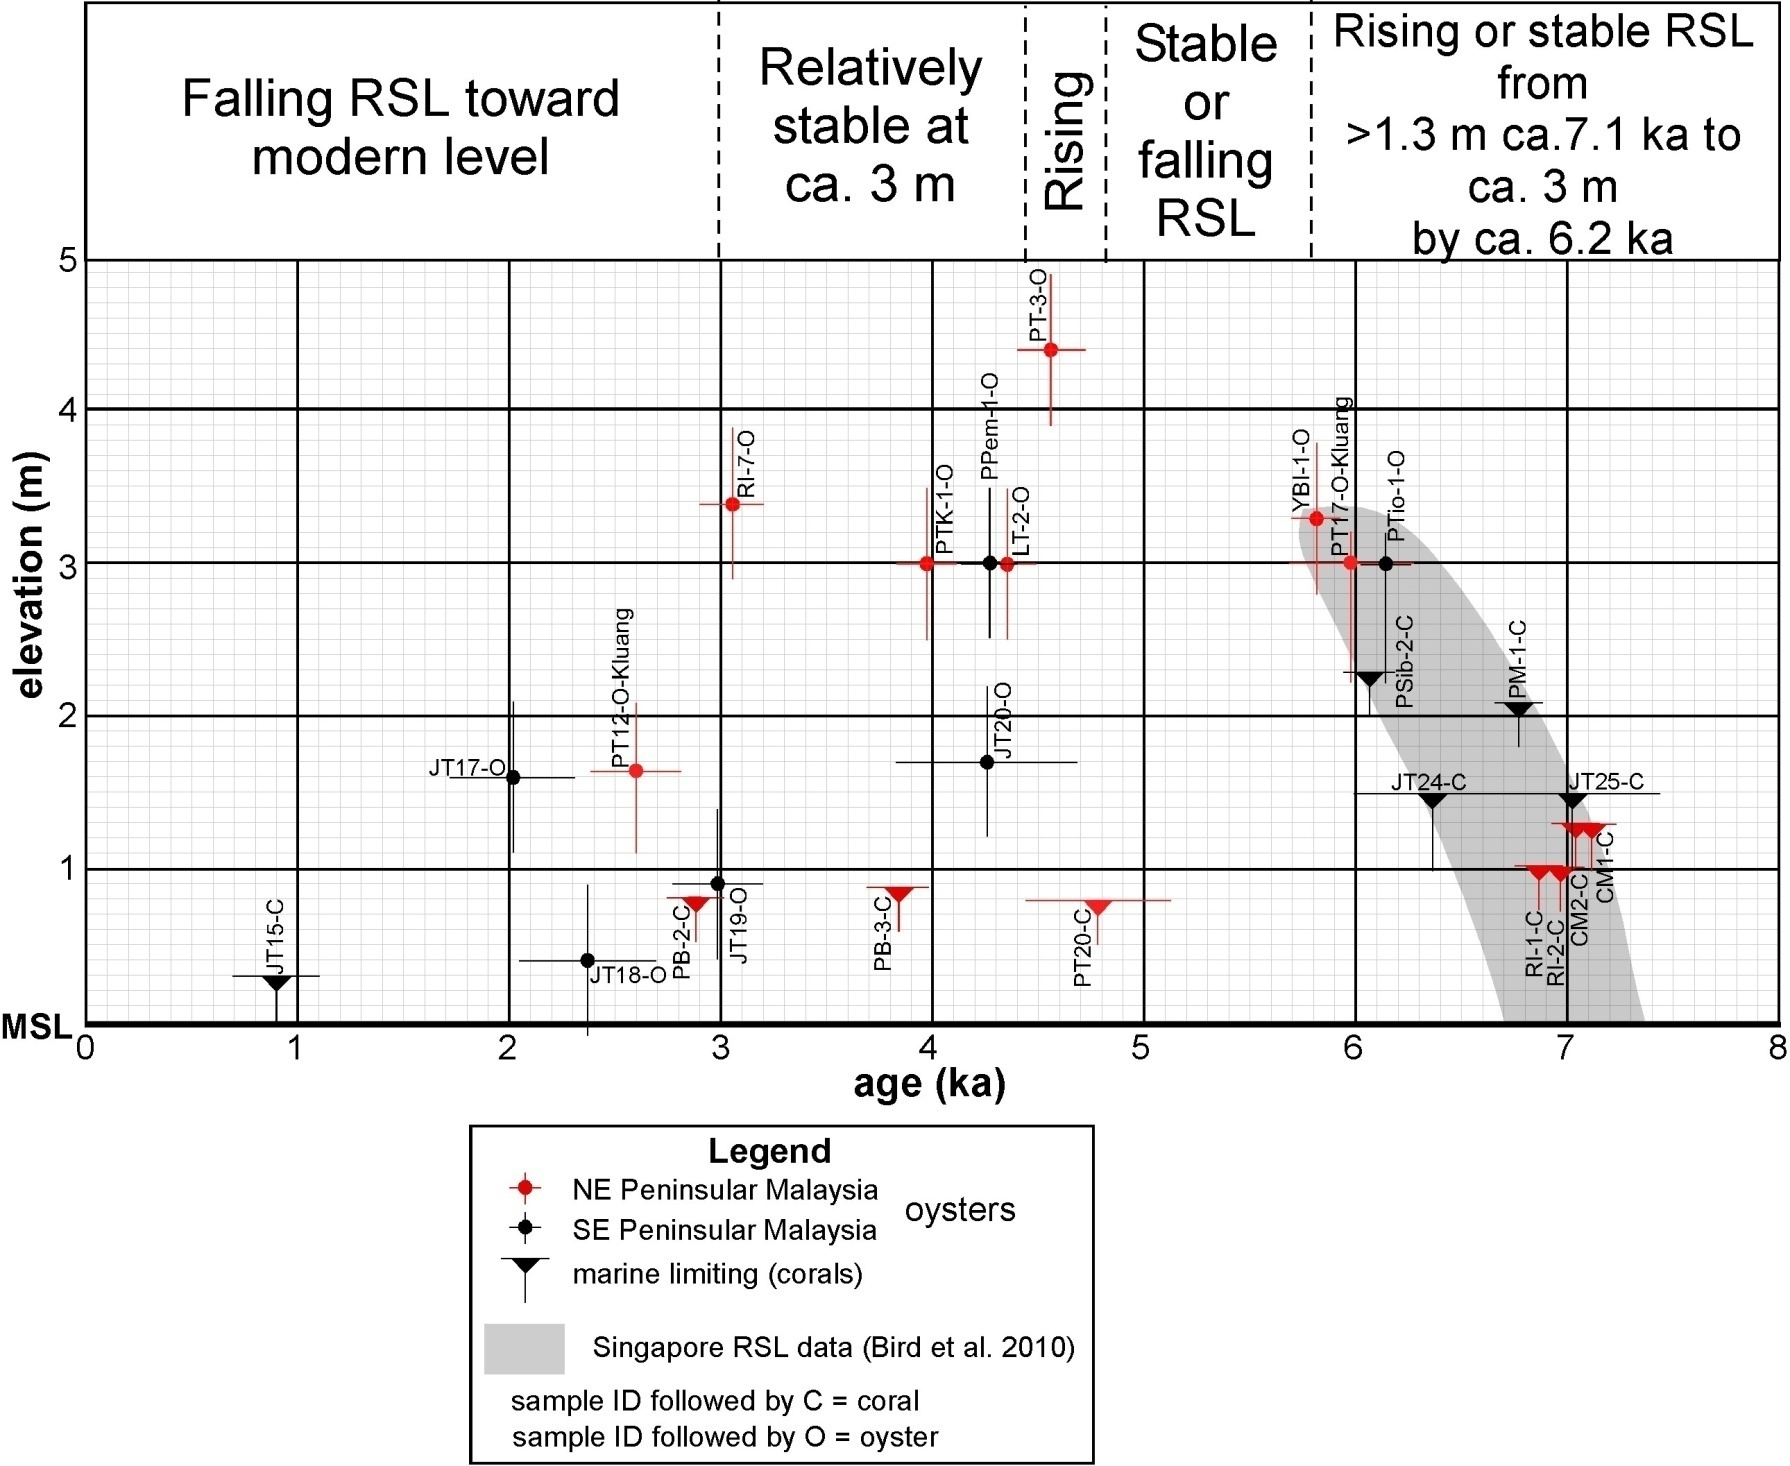 Falling RSL toward
modern level
Relatively
stable at
ca. 3 m
Rising
Stable
or
falling
RSL
Rising or stable RSL
from
>1.3 m ca.7.1 ka to
ca. 3 m
by ca. 6.2 ka
elevation (m)
5
4
3
2
1
MSL
PT-3-O
PPem-1-O
RI-7-O
PTK-1-O
LT-2-O
YBI-1-O
PT17-O-Kluang
PTio-1-O
PSib-2-C
PM-1-C
PT12-O-Kluang
JT17-O
JT20-O
JT24-C
JT25-C
CM1-C
CM2-C
RI-1-C
RI-2-C
JT15-C
JT18-O
PB-2-C
JT19-O
PB-3-C
PT20-C
0 1 2 3 4 5 6 7 8
age (ka)
Legend
NE Peninsular Malaysia
SE Peninsular Malaysia
oysters
marine limiting (corals)
Singapore RSL data (Bird et al. 2010)
sample ID followed by C = coral
sample ID followed by O = oyster